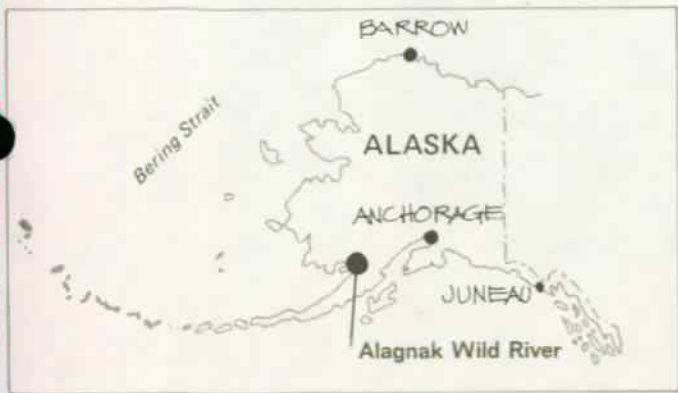 BARROW
Bering Strait
ALASKA
ANCHORAGE
JUNEAU
Alagnak Wild River